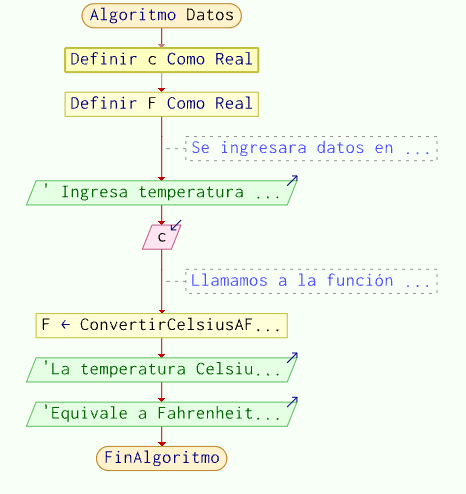 Algoritmo Datos
Definir c Como Real
Definir F Como Real
Se ingresara datos en ...
' Ingresa temperatura ...
c
Llamamos a la función ...
F ← ConvertirCelsiusAF...
'La temperatura Celsiu...
'Equivale a Fahrenheit...
FinAlgoritmo